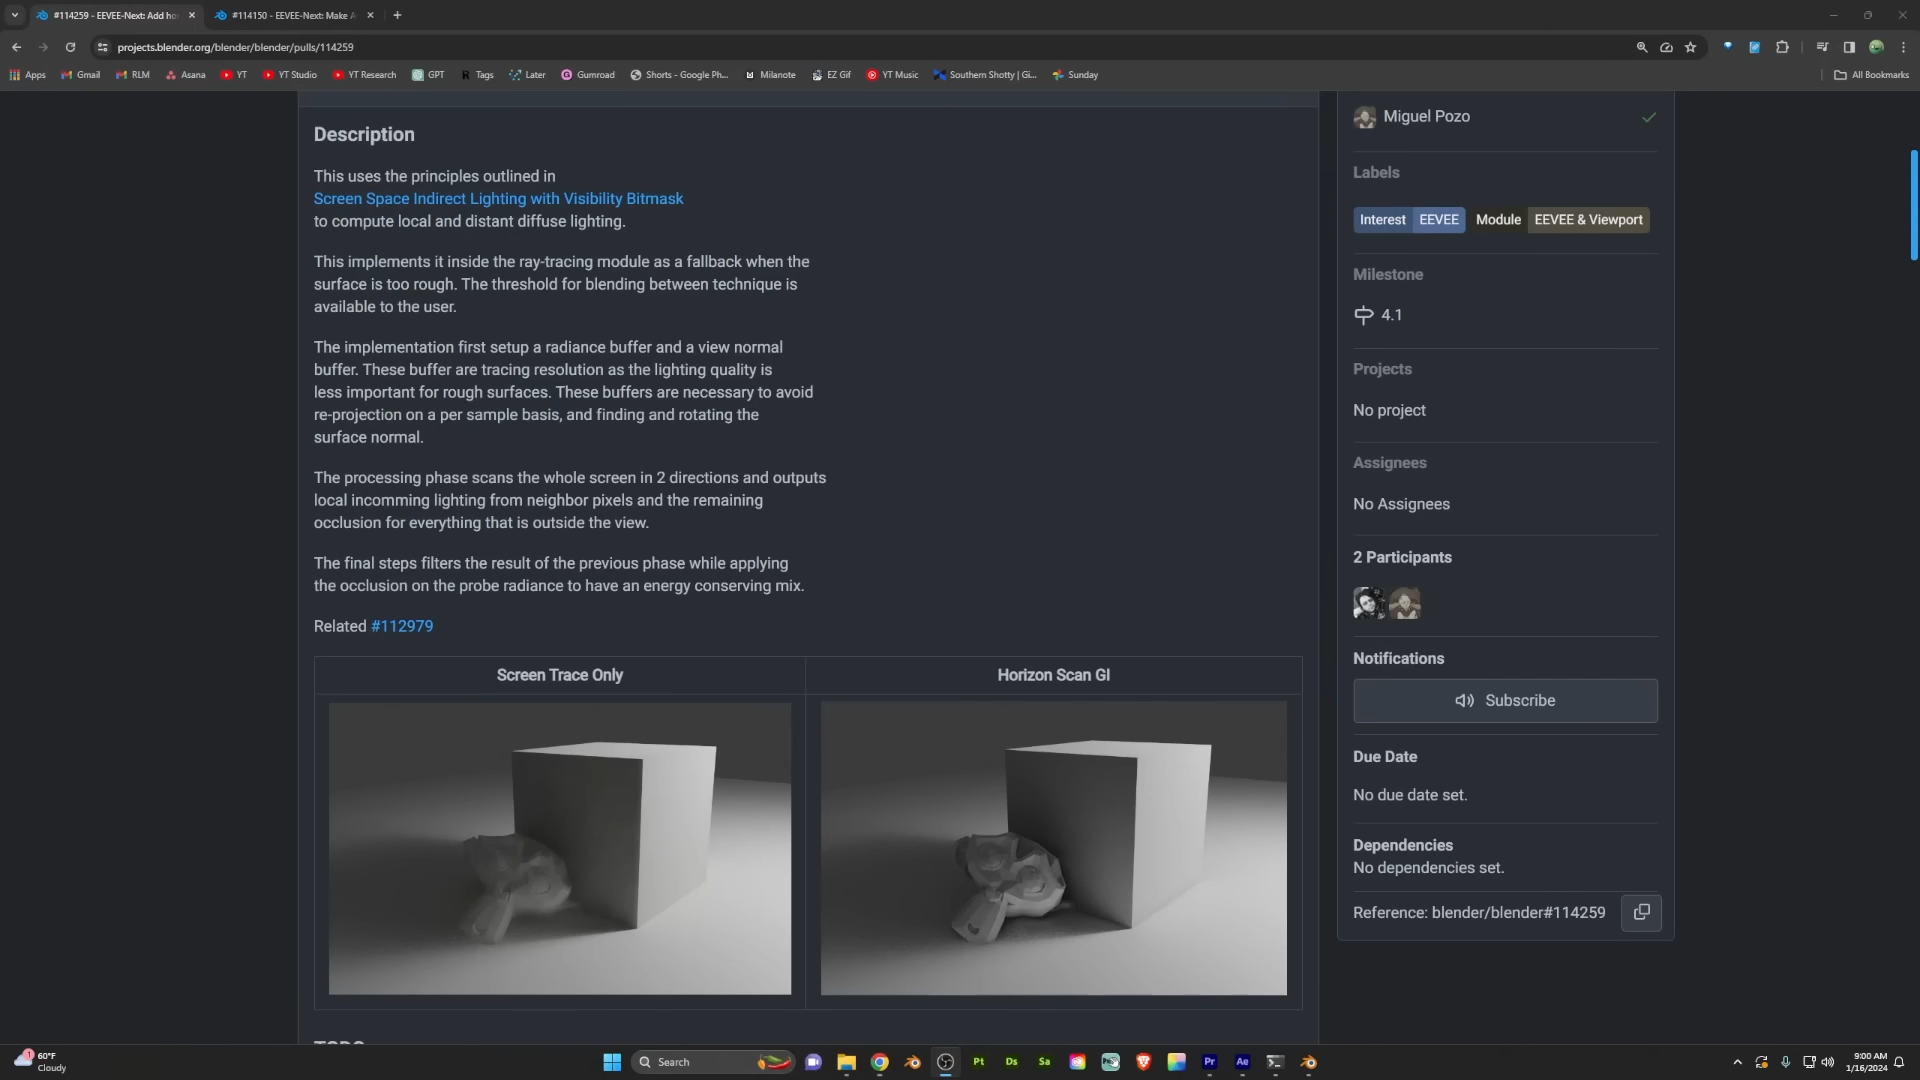 #114259 - EEVEE-Next: Add ho
#114150 - EEVEE-Next: Make A
projects.blender.org/blender/blender/pulls/114259
Apps
Gmail
RLM
Asana
YT
YT Studio
YT Research
GPT
Tags
Later
Gumroad
Shorts - Google Ph...
Milanote
EZ Gif
YT Music
Southern Shotty | Gi...
Sunday
All Bookmarks
Description
This uses the principles outlined in
Screen Space Indirect Lighting with Visibility Bitmask
to compute local and distant diffuse lighting.
This implements it inside the ray-tracing module as a fallback when the
surface is too rough. The threshold for blending between technique is
available to the user.
The implementation first setup a radiance buffer and a view normal
buffer. These buffer are tracing resolution as the lighting quality is
less important for rough surfaces. These buffers are necessary to avoid
re-projection on a per sample basis, and finding and rotating the
surface normal.
The processing phase scans the whole screen in 2 directions and outputs
local incomming lighting from neighbor pixels and the remaining
occlusion for everything that is outside the view.
The final steps filters the result of the previous phase while applying
the occlusion on the probe radiance to have an energy conserving mix.
Related #112979
Screen Trace Only
Horizon Scan GI
Miguel Pozo
Labels
Interest EEVEE Module EEVEE & Viewport
Milestone
4.1
Projects
No project
Assignees
No Assignees
2 Participants
Notifications
Subscribe
Due Date
No due date set.
Dependencies
No dependencies set.
Reference: blender/blender#114259
1
60°F
Cloudy
Search
Pt
Ds
Sa
Pr
Ae
9:00 AM
1/16/2024